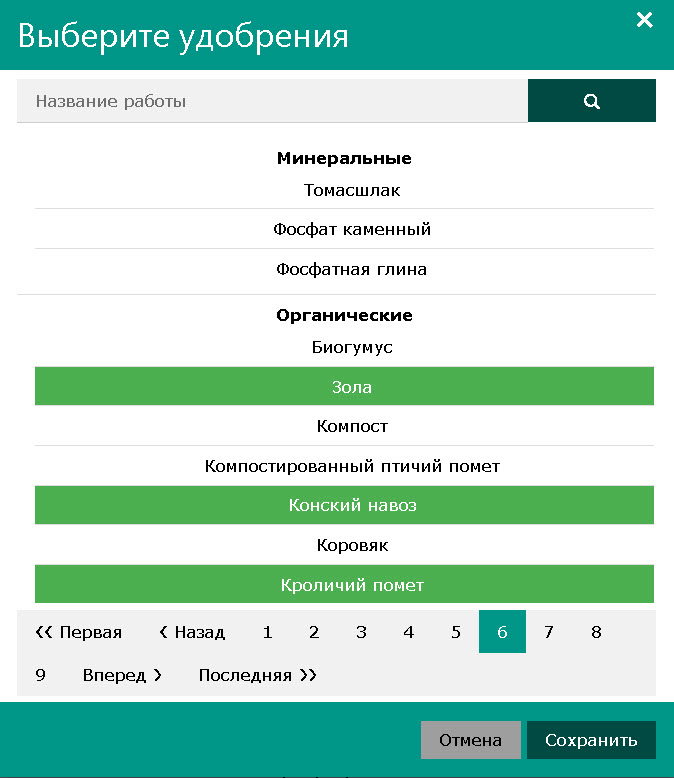 Выберите удобрения
Название работы
Минеральные
Томасшлак
Фосфат каменный
Фосфатная глина
Органические
Биогумус
Зола
Компост
Компостированный птичий помет
Конский навоз
Коровяк
Кроличий помет
Первая Назад 1 2 3 4 5 6 7 8
9 Вперед Последняя
Отмена Сохранить